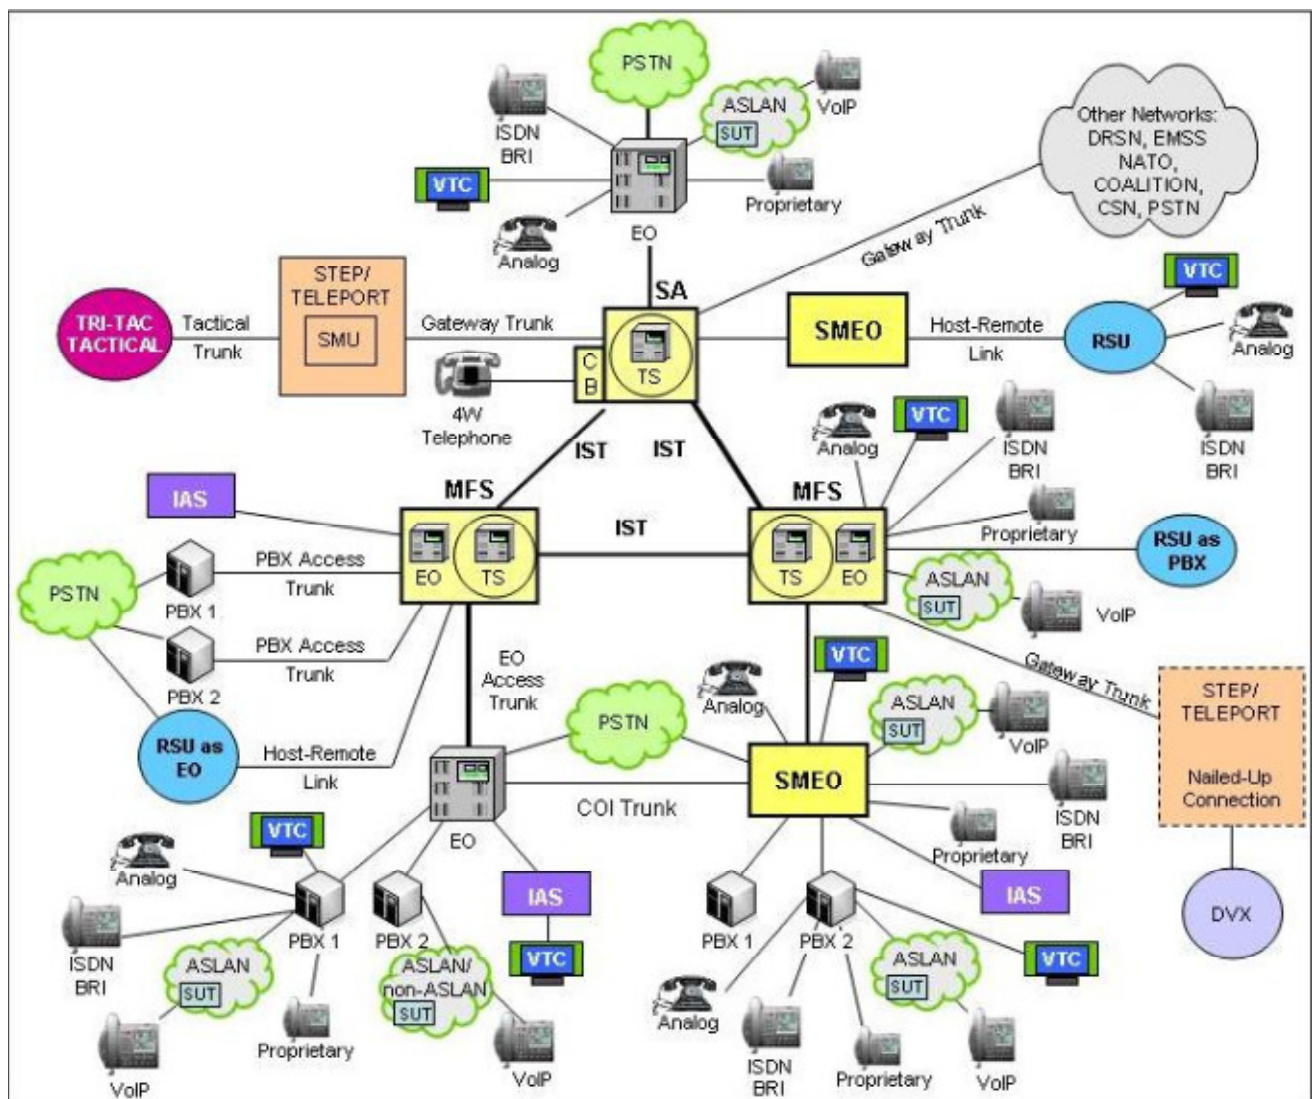 PSTN
ISDN
BRI
ASLAN
SUT
VoIP
VTC
Proprietary
Analog
EO
Other Networks:
DRSN, EMSS
NATO,
COALITION,
CSN, PSTN
Gateway Trunk
SA
TS
C
B
TRI-TAC
TACTICAL
Tactical
Trunk
STEP/
TELEPORT
SMU
Gateway Trunk
4W
Telephone
SMEO
Host-Remote
Link
RSU
VTC
Analog
ISDN
BRI
IST
IST
IST
MFS
EO
TS
MFS
TS
EO
Analog
VTC
ISDN
BRI
Proprietary
RSU as
PBX
ASLAN
SUT
VoIP
Gateway Trunk
STEP/
TELEPORT
Nailed-Up
Connection
DVX
IAS
PSTN
PBX 1
PBX Access
Trunk
PBX 2
PBX Access
Trunk
RSU as
EO
Host-Remote
Link
EO
Access
Trunk
EO
PSTN
COI Trunk
Analog
VTC
ASLAN
SUT
VoIP
SMEO
ISDN
BRI
Proprietary
IAS
VTC
Analog
ISDN
BRI
PBX 1
ASLAN
SUT
VoIP
Proprietary
PBX 2
ASLAN/
non-ASLAN
SUT
VoIP
IAS
VTC
PBX 1
PBX 2
Analog
ISDN
BRI
Proprietary
ASLAN
SUT
VoIP
VTC